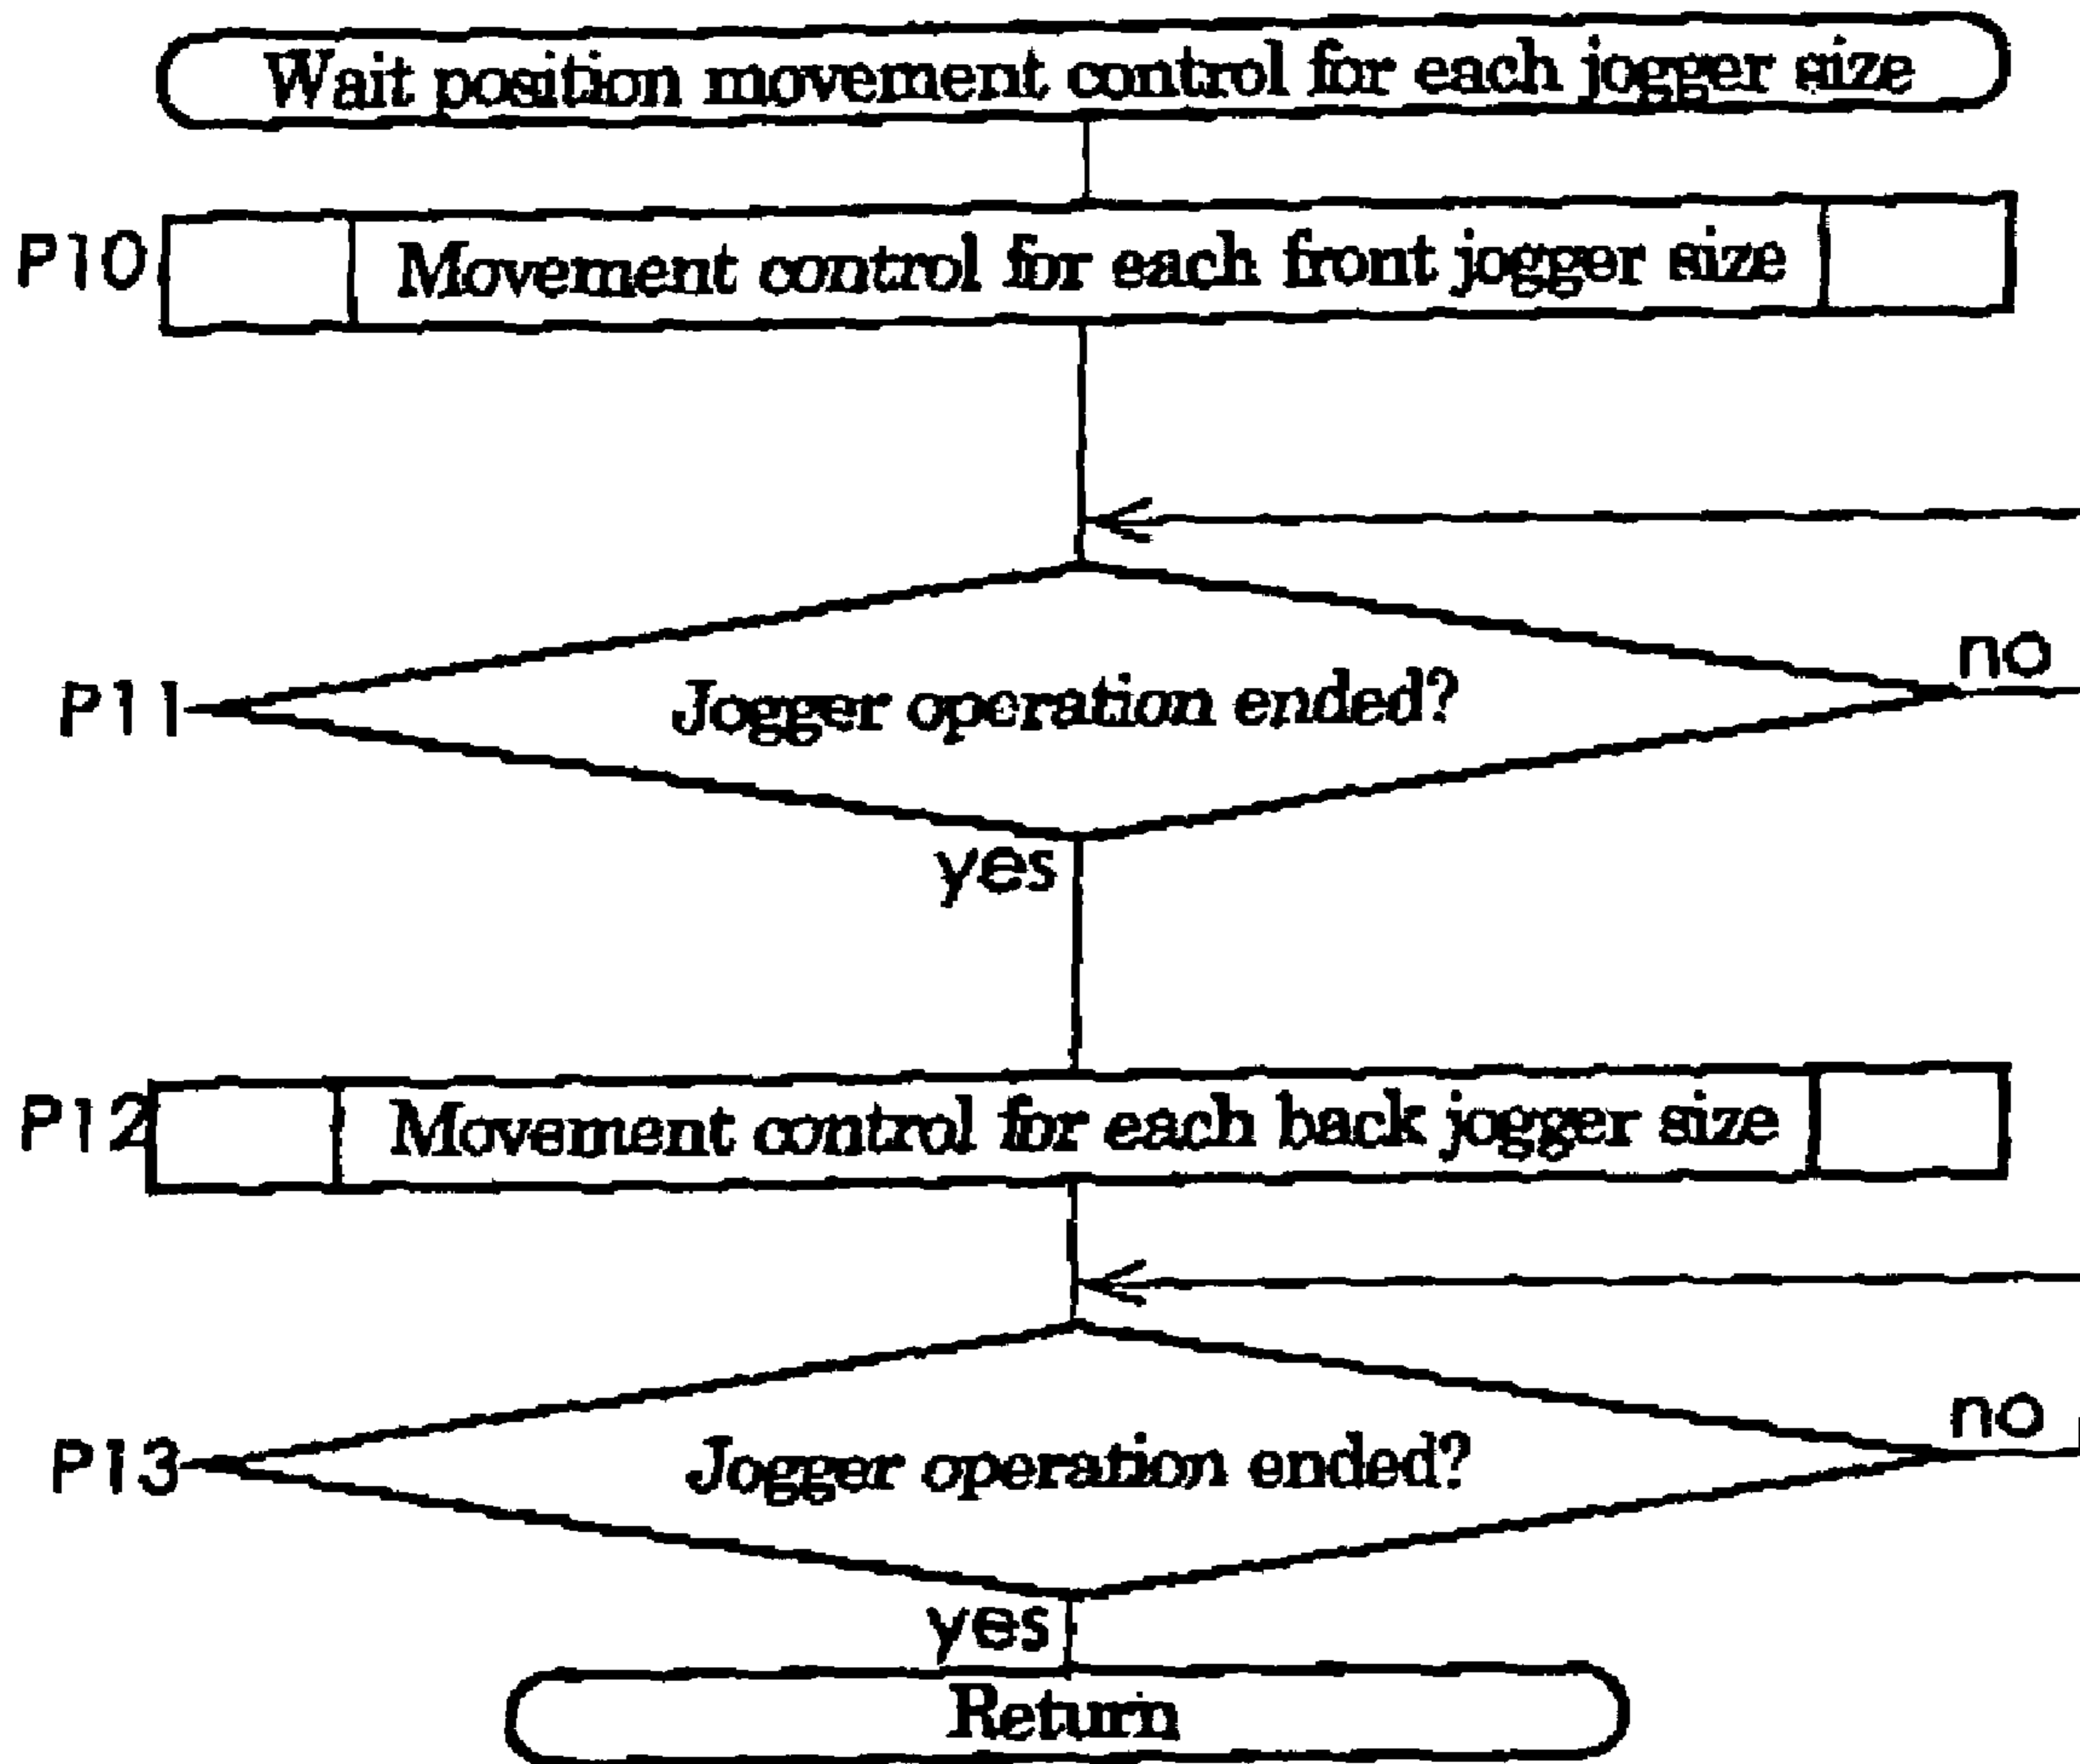 Wait position movement control for each jogger size
P10
Movement control for each front jogger size
no
P11
Jogger operation ended?
yes
P12
Movement control for each back jogger size
no
P13
Jogger operation ended?
yes
Return